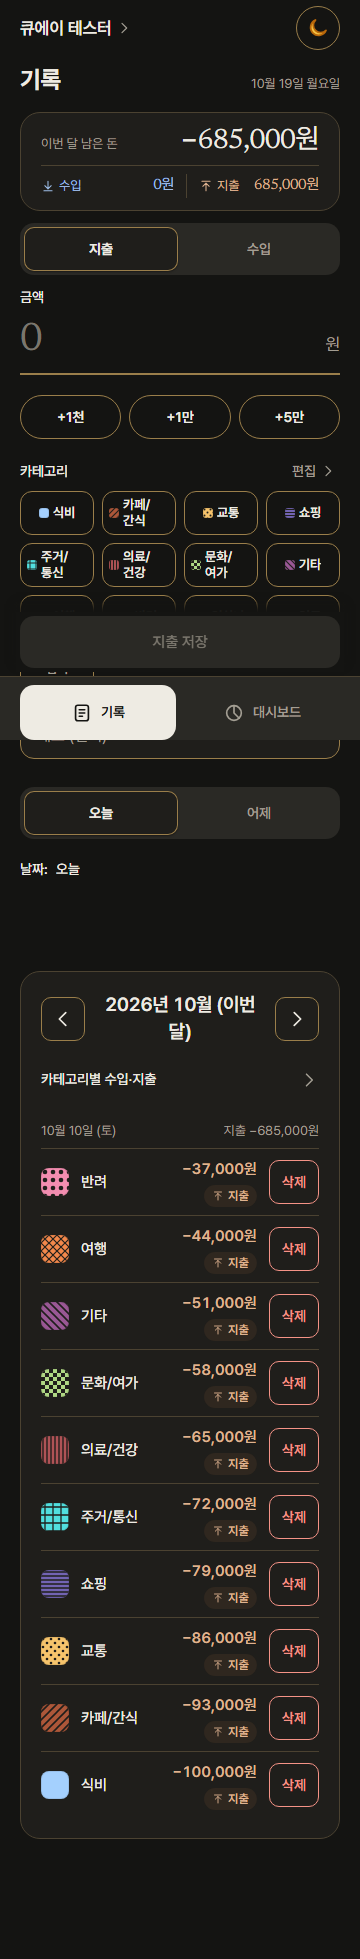 큐에이 테스터
기록
10월 19일 월요일
이번 달 남은 돈
−685,000원
수입
0원
지출
685,000원
지출
수입
금액
0
원
+1천
+1만
+5만
카테고리
편집
식비
카페/
간식
교통
쇼핑
주거/
통신
의료/
건강
문화/
여가
기타
지출 저장
기록
대시보드
오늘
어제
날짜: 오늘
2026년 10월 (이번
달)
카테고리별 수입·지출
10월 10일 (토)
지출 −685,000원
반려
−37,000원
지출
삭제
여행
−44,000원
지출
삭제
기타
−51,000원
지출
삭제
문화/여가
−58,000원
지출
삭제
의료/건강
−65,000원
지출
삭제
주거/통신
−72,000원
지출
삭제
쇼핑
−79,000원
지출
삭제
교통
−86,000원
지출
삭제
카페/간식
−93,000원
지출
삭제
식비
−100,000원
지출
삭제